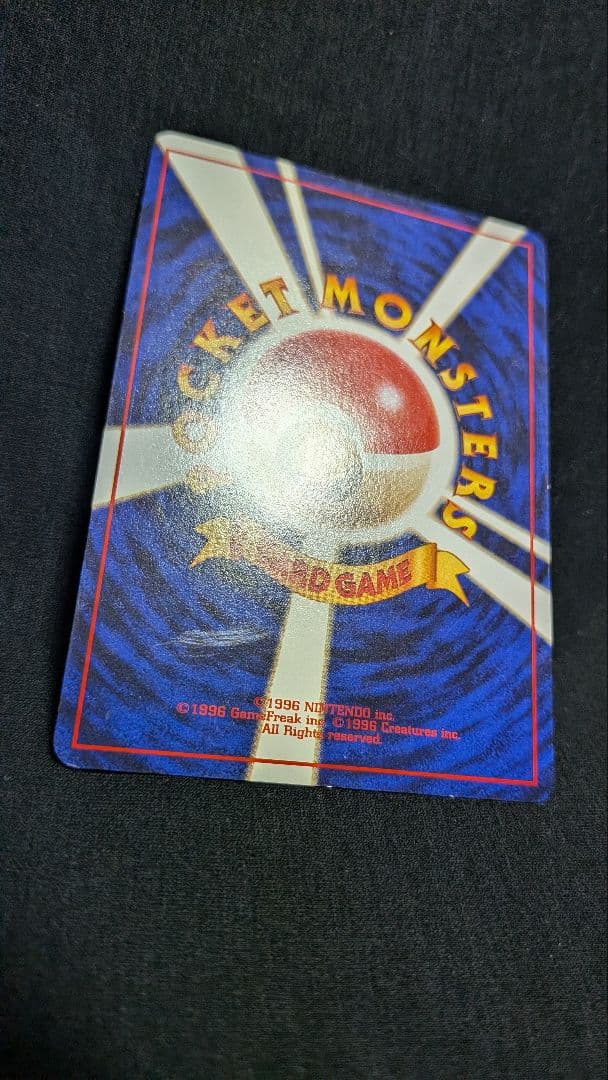 POCKET MONSTERS
CARD GAME
©1996 NINTENDO inc.
©1996 GameFreak inc. ©1996 Creatures inc.
All Rights reserved.